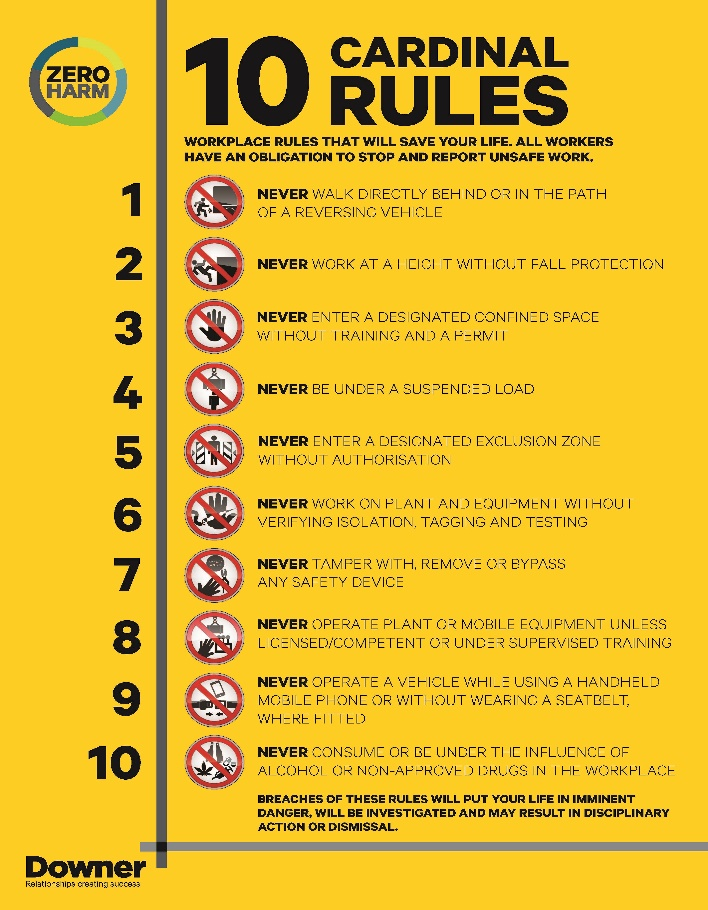 ZERO
HARM
10 CARDINAL
RULES
WORKPLACE RULES THAT WILL SAVE YOUR LIFE. ALL WORKERS
HAVE AN OBLIGATION TO STOP AND REPORT UNSAFE WORK.
1
NEVER WALK DIRECTLY BEHIND OR IN THE PATH
OF A REVERSING VEHICLE
2
NEVER WORK AT A HEIGHT WITHOUT FALL PROTECTION
3
NEVER ENTER A DESIGNATED CONFINED SPACE
WITHOUT TRAINING AND A PERMIT
4
NEVER BE UNDER A SUSPENDED LOAD
5
NEVER ENTER A DESIGNATED EXCLUSION ZONE
WITHOUT AUTHORISATION
6
NEVER WORK ON PLANT AND EQUIPMENT WITHOUT
VERIFYING ISOLATION, TAGGING AND TESTING
7
NEVER TAMPER WITH, REMOVE OR BYPASS
ANY SAFETY DEVICE
8
NEVER OPERATE PLANT OR MOBILE EQUIPMENT UNLESS
LICENSED/COMPETENT OR UNDER SUPERVISED TRAINING
9
NEVER OPERATE A VEHICLE WHILE USING A HANDHELD
MOBILE PHONE OR WITHOUT WEARING A SEATBELT,
WHERE FITTED
10
NEVER CONSUME OR BE UNDER THE INFLUENCE OF
ALCOHOL OR NON-APPROVED DRUGS IN THE WORKPLACE
BREACHES OF THESE RULES WILL PUT YOUR LIFE IN IMMINENT
DANGER, WILL BE INVESTIGATED AND MAY RESULT IN DISCIPLINARY
ACTION OR DISMISSAL.
Downer
Relationships creating success